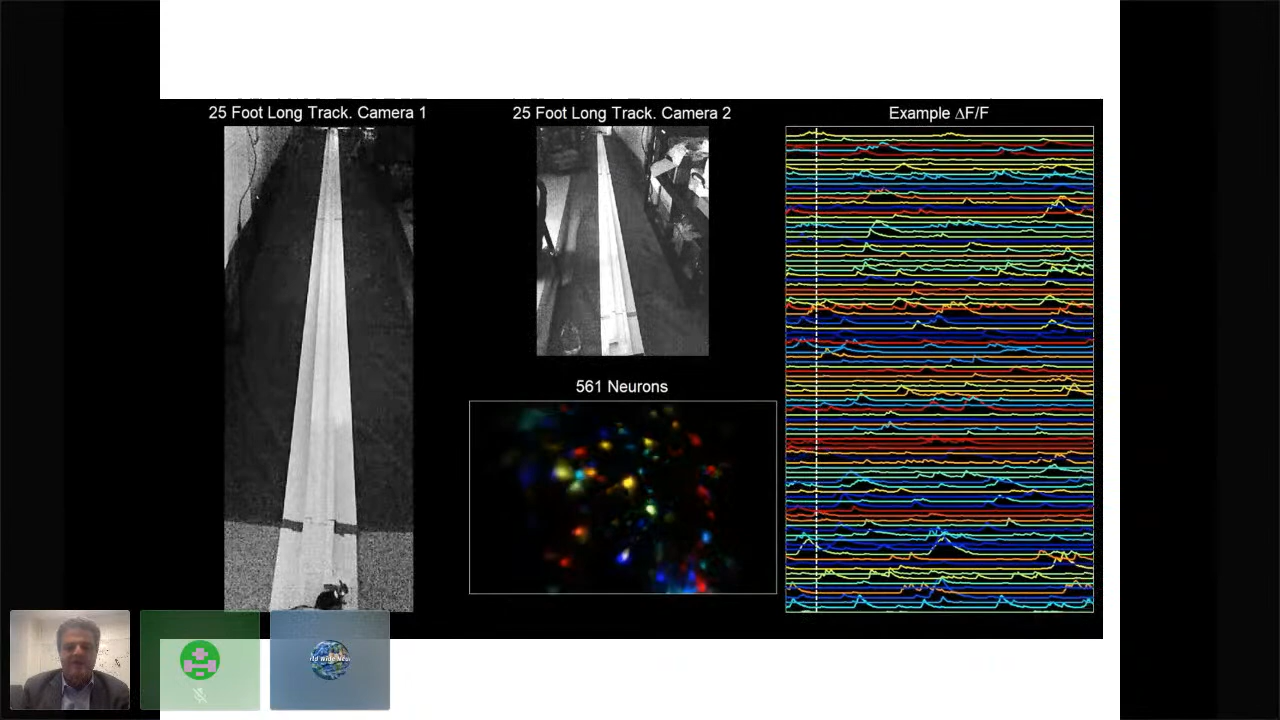 25 Foot Long Track. Camera 1
25 Foot Long Track. Camera 2
Example ΔF/F
561 Neurons